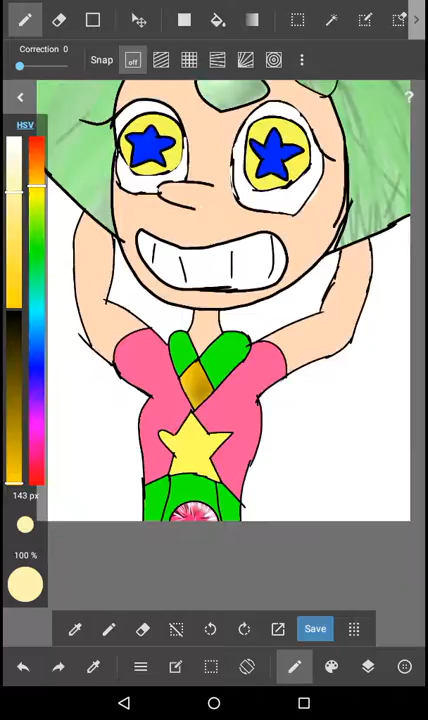 Correction 0
Snap
off
?
HSV
143 px
100 %
Save